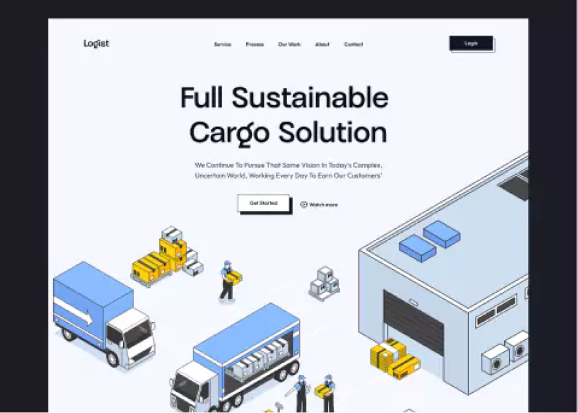 Logist
Service
Process
Our Work
About
Contact
Login
Full Sustainable
Cargo Solution
We Continue To Pursue That Same Vision In Today's Complex,
Uncertain World, Working Every Day To Earn Our Customers'
Get Started
Watch more